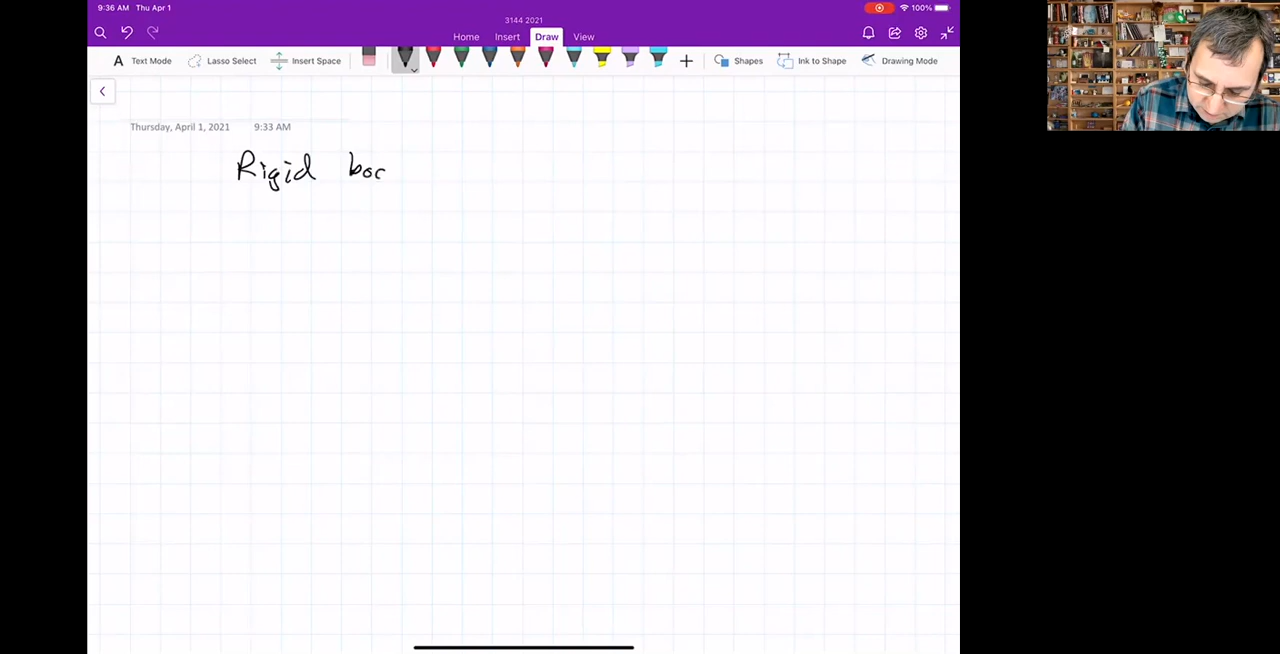 9:36 AM Thu Apr 1
100%
3144 2021
Home Insert Draw View
A Text Mode Lasso Select Insert Space Shapes Ink to Shape Drawing Mode
Thursday, April 1, 2021 9:33 AM
Rigid boc